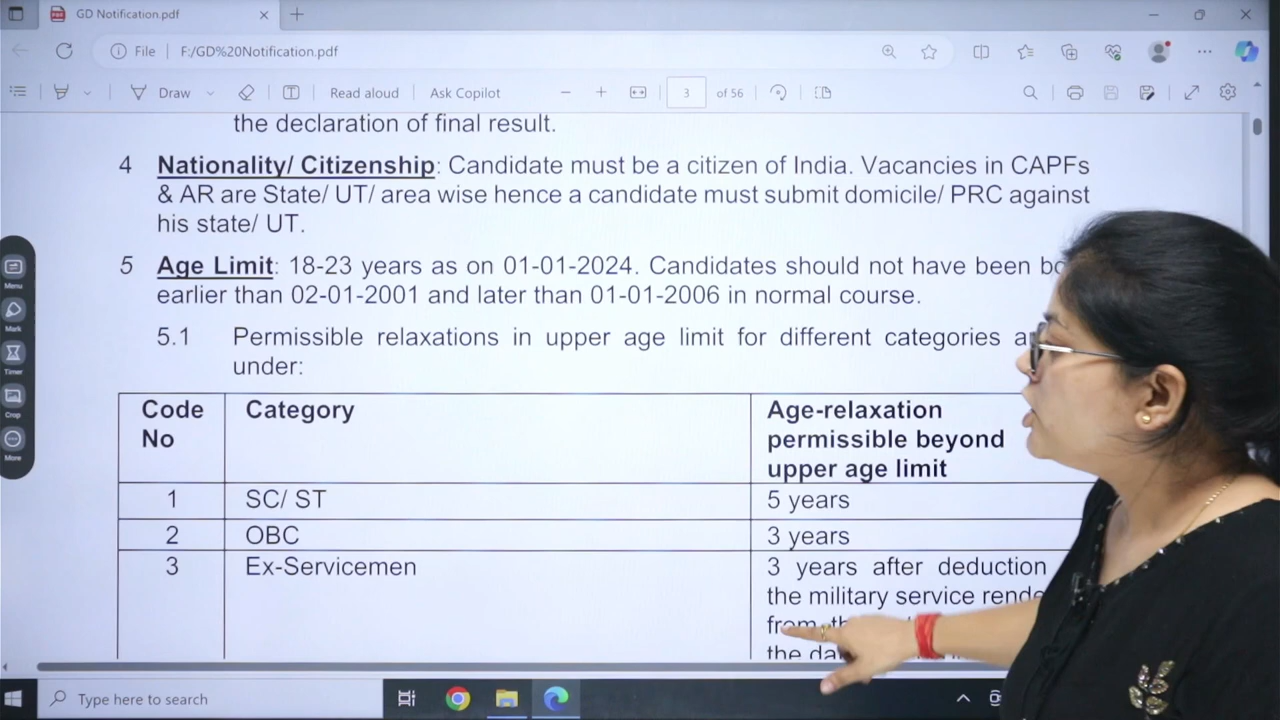 GD Notification.pdf
File F:/GD%20Notification.pdf
Draw Read aloud Ask Copilot 3 of 56
the declaration of final result.
4 Nationality/ Citizenship: Candidate must be a citizen of India. Vacancies in CAPFs
& AR are State/ UT/ area wise hence a candidate must submit domicile/ PRC against
his state/ UT.
5 Age Limit: 18-23 years as on 01-01-2024. Candidates should not have been
earlier than 02-01-2001 and later than 01-01-2006 in normal course.
5.1 Permissible relaxations in upper age limit for different categories
under:
Code No Category Age-relaxation permissible beyond upper age limit
1 SC/ ST 5 years
2 OBC 3 years
3 Ex-Servicemen 3 years after deduction
the military service
the
Menu
Mark
Timer
Crop
More
Type here to search